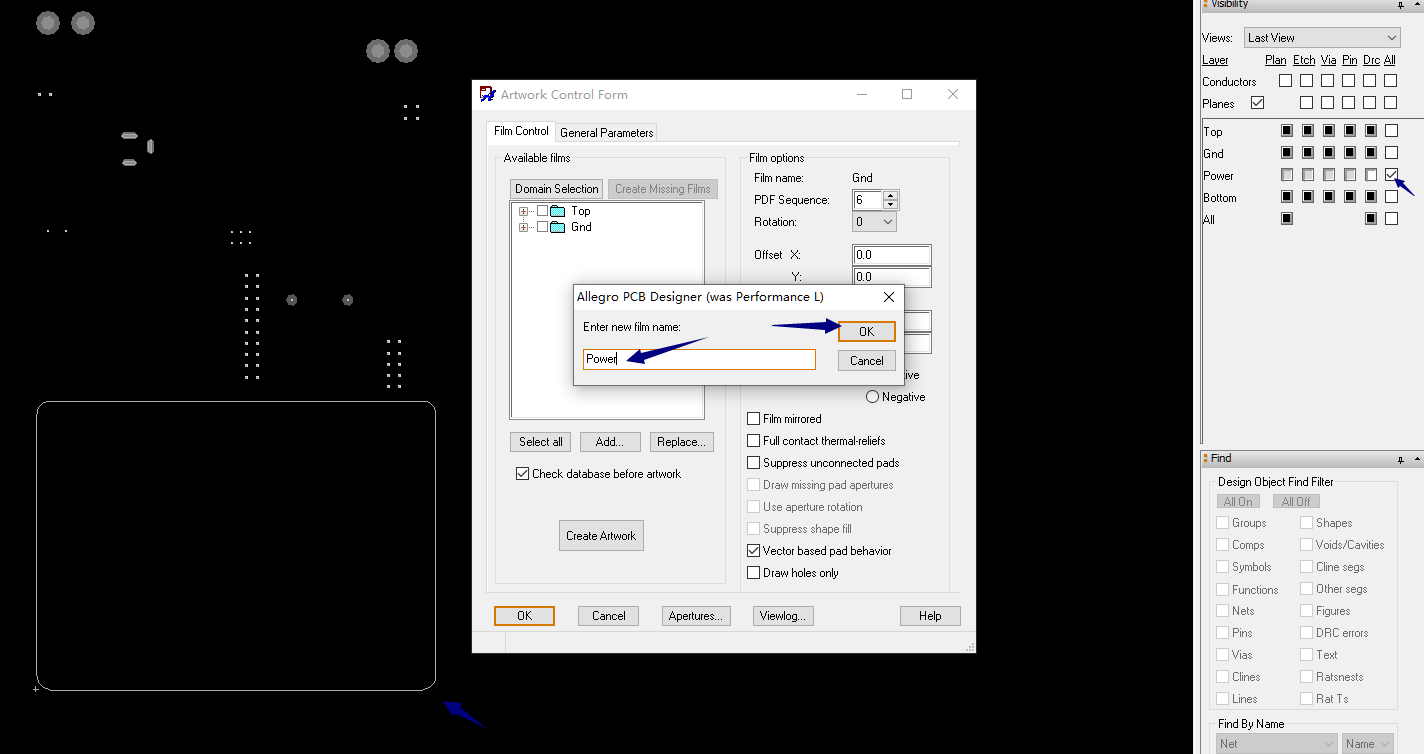 Visibility
Views: Last View
Layer Plan Etch Via Pin Drc All
Conductors
Planes
Top
Gnd
Power
Bottom
All
Artwork Control Form
Film Control General Parameters
Available films
Domain Selection Create Missing Films
Top
Gnd
Select all Add... Replace...
Check database before artwork
Create Artwork
Film options
Film name: Gnd
PDF Sequence: 6
Rotation: 0
Offset X: 0.0
Y: 0.0
ive
Negative
Film mirrored
Full contact thermal-reliefs
Suppress unconnected pads
Draw missing pad apertures
Use aperture rotation
Suppress shape fill
Vector based pad behavior
Draw holes only
OK Cancel Apertures... Viewlog... Help
Allegro PCB Designer (was Performance L)
Enter new film name:
Power
OK
Cancel
Find
Design Object Find Filter
All On All Off
Groups Shapes
Comps Voids/Cavities
Symbols Cline segs
Functions Other segs
Nets Figures
Pins DRC errors
Vias Text
Clines Ratsnests
Lines Rat Ts
Find By Name
Net Name